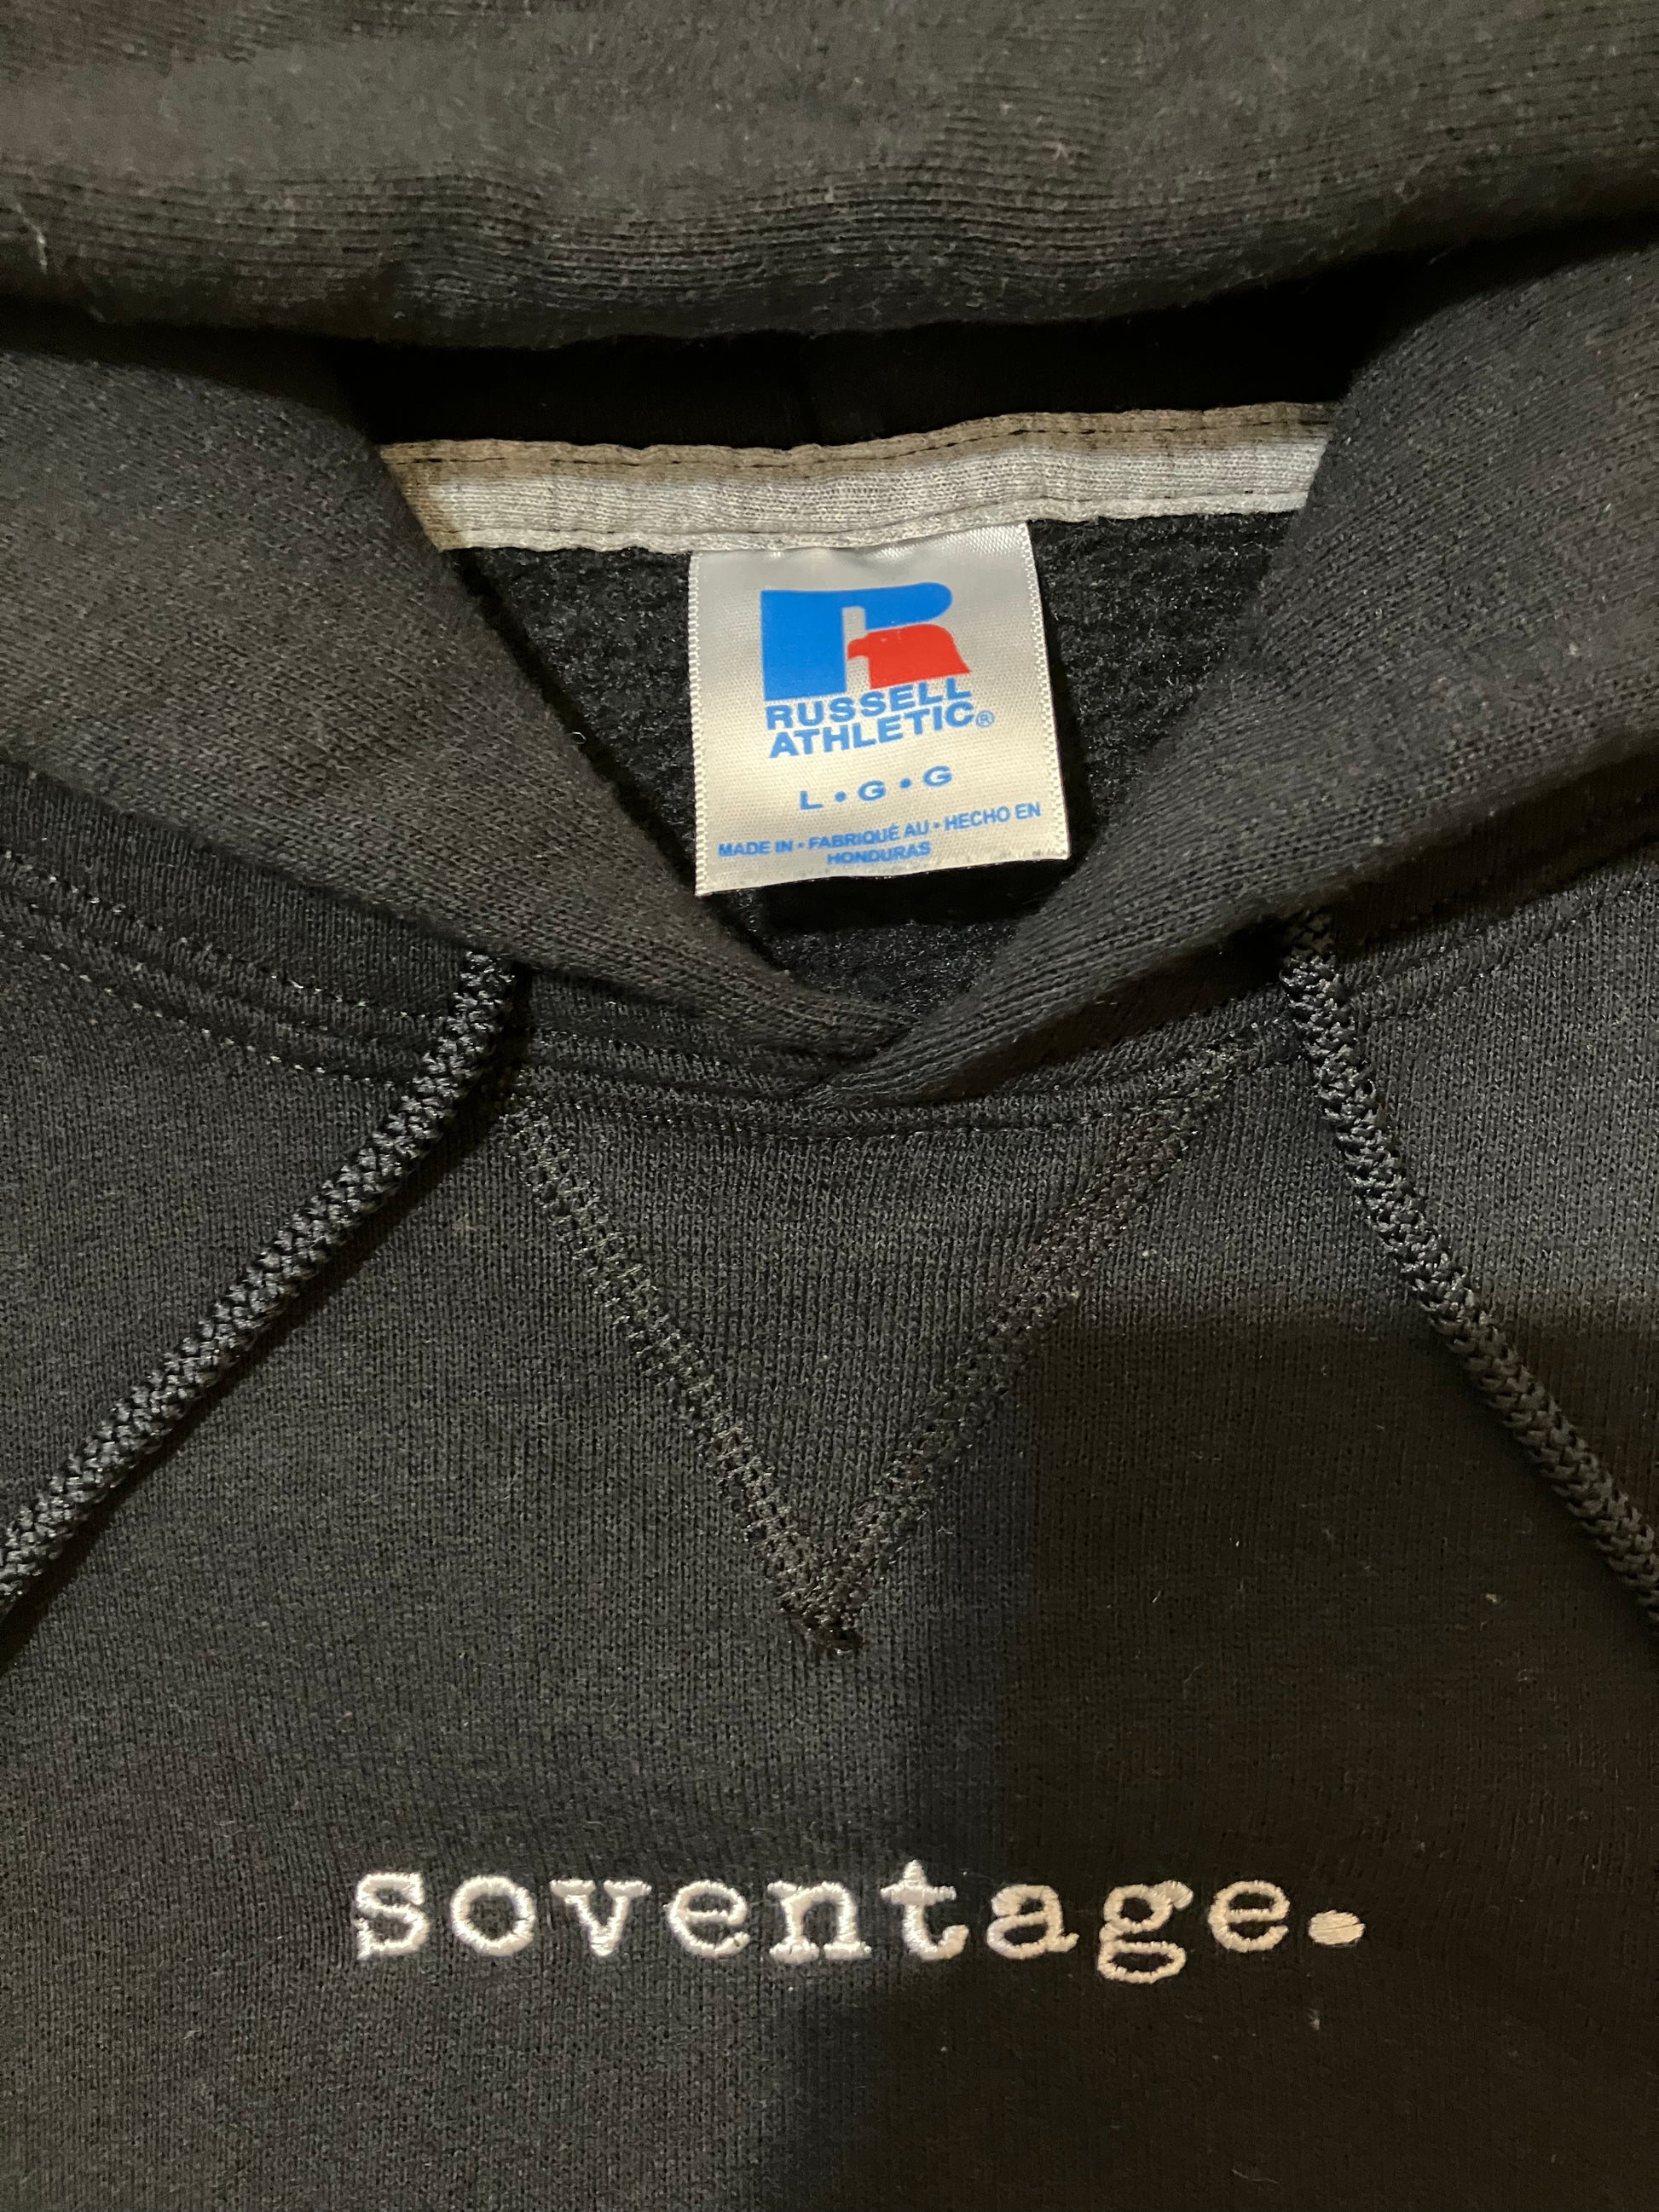 RUSSELL
ATHLETIC®
L • G • G
MADE IN • FABRIQUÉ AU • HECHO EN
HONDURAS
soventage.